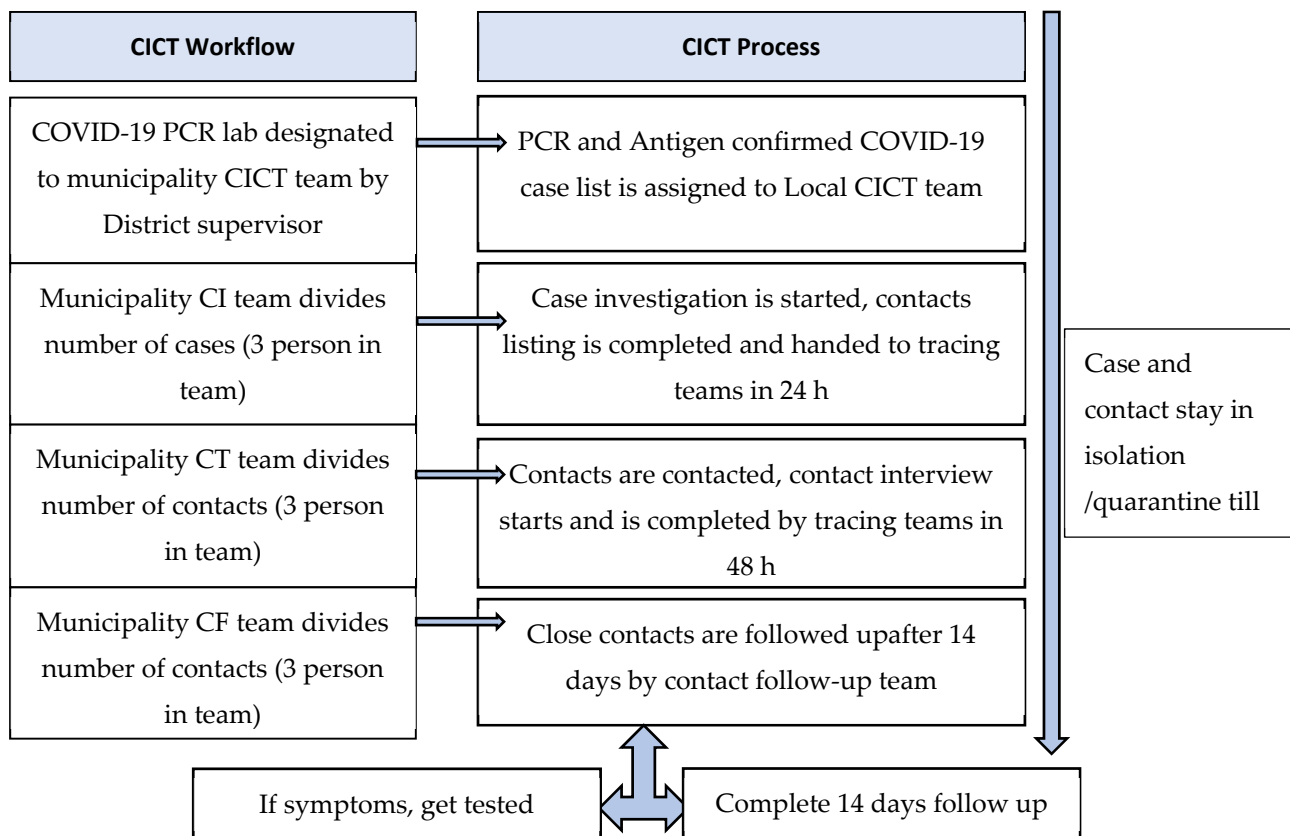 CICT Workflow
CICT Process
COVID-19 PCR lab designated
to municipality CICT team by
District supervisor
PCR and Antigen confirmed COVID-19
case list is assigned to Local CICT team
Municipality CI team divides
number of cases (3 person in
team)
Case investigation is started, contacts
listing is completed and handed to tracing
teams in 24 h
Municipality CT team divides
number of contacts (3 person
in team)
Contacts are contacted, contact interview
starts and is completed by tracing teams in
48 h
Municipality CF team divides
number of contacts (3 person
in team)
Close contacts are followed upafter 14
days by contact follow-up team
Case and
contact stay in
isolation
/quarantine till
If symptoms, get tested
Complete 14 days follow up